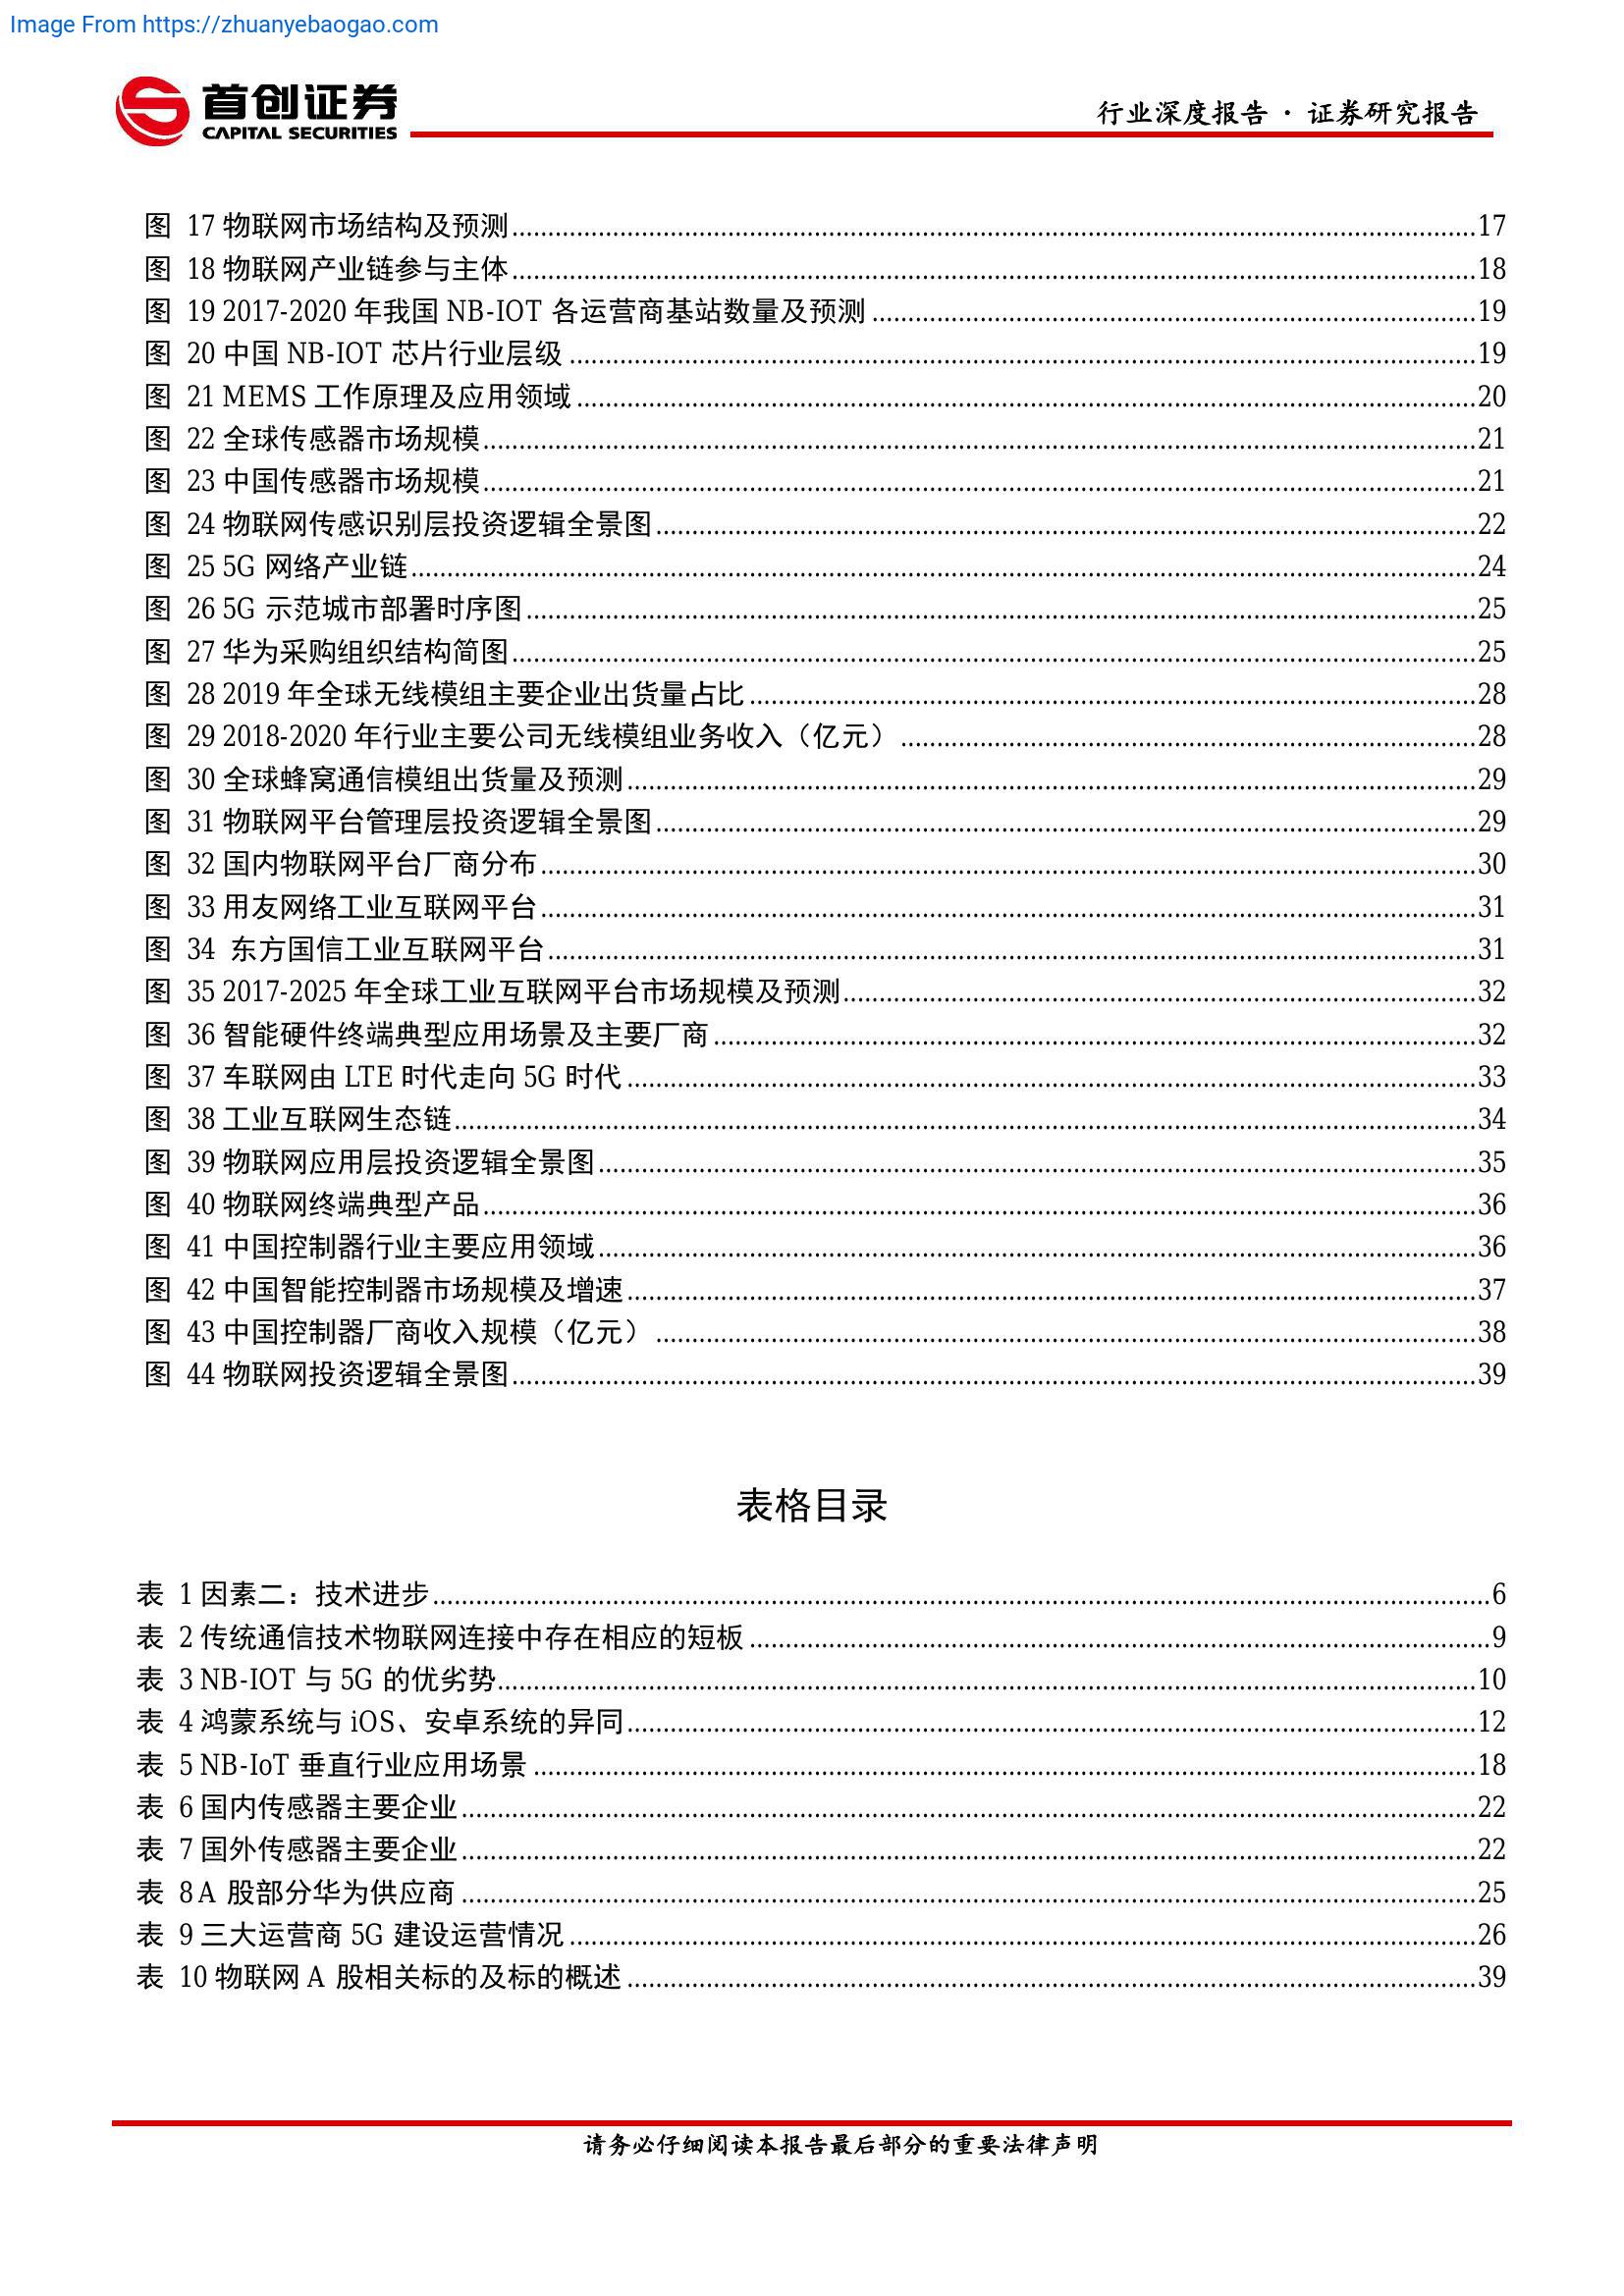 Image From https://zhuanyebaogao.com
首创证券
CAPITAL SECURITIES
行业深度报告 · 证券研究报告
图 17 物联网市场结构及预测 17
图 18 物联网产业链参与主体 18
图 19 2017-2020 年我国 NB-IOT 各运营商基站数量及预测 19
图 20 中国 NB-IOT 芯片行业层级 19
图 21 MEMS 工作原理及应用领域 20
图 22 全球传感器市场规模 21
图 23 中国传感器市场规模 21
图 24 物联网传感识别层投资逻辑全景图 22
图 25 5G 网络产业链 24
图 26 5G 示范城市部署时序图 25
图 27 华为采购组织结构简图 25
图 28 2019 年全球无线模组主要企业出货量占比 28
图 29 2018-2020 年行业主要公司无线模组业务收入（亿元） 28
图 30 全球蜂窝通信模组出货量及预测 29
图 31 物联网平台管理层投资逻辑全景图 29
图 32 国内物联网平台厂商分布 30
图 33 用友网络工业互联网平台 31
图 34 东方国信工业互联网平台 31
图 35 2017-2025 年全球工业互联网平台市场规模及预测 32
图 36 智能硬件终端典型应用场景及主要厂商 32
图 37 车联网由 LTE 时代走向 5G 时代 33
图 38 工业互联网生态链 34
图 39 物联网应用层投资逻辑全景图 35
图 40 物联网终端典型产品 36
图 41 中国控制器行业主要应用领域 36
图 42 中国智能控制器市场规模及增速 37
图 43 中国控制器厂商收入规模（亿元） 38
图 44 物联网投资逻辑全景图 39
表格目录
表 1 因素二：技术进步 6
表 2 传统通信技术物联网连接中存在相应的短板 9
表 3 NB-IOT 与 5G 的优劣势 10
表 4 鸿蒙系统与 iOS、安卓系统的异同 12
表 5 NB-IoT 垂直行业应用场景 18
表 6 国内传感器主要企业 22
表 7 国外传感器主要企业 22
表 8 A 股部分华为供应商 25
表 9 三大运营商 5G 建设运营情况 26
表 10 物联网 A 股相关标的及标的概述 39
请务必仔细阅读本报告最后部分的重要法律声明